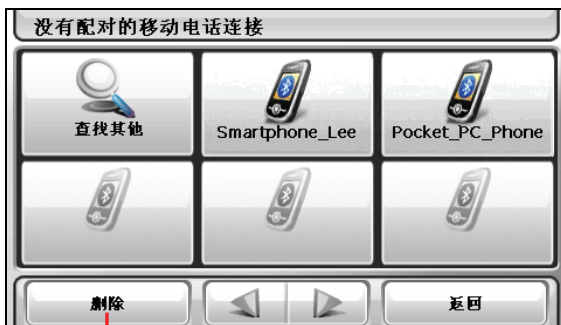 没有配对的移动电话连接
查找其他
Smartphone_Lee
Pocket_PC_Phone
删除
返回